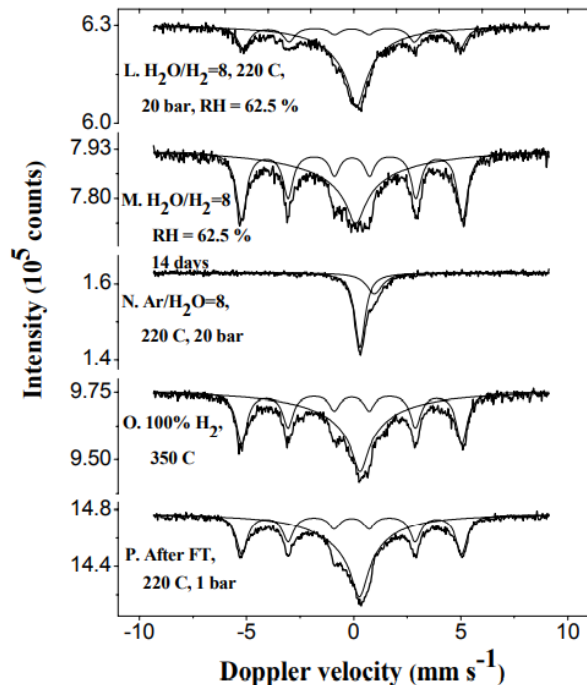 6.3
L. H₂O/H₂=8, 220 C,
20 bar, RH = 62.5 %
6.0
7.93
7.80
M. H₂O/H₂=8
RH = 62.5 %
14 days
1.6
N. Ar/H₂O=8,
220 C, 20 bar
1.4
9.75
O. 100% H₂,
350 C
9.50
14.8
P. After FT,
220 C, 1 bar
14.4
-10 -5 0 5 10
Doppler velocity (mm s⁻¹)
Intensity (10⁵ counts)